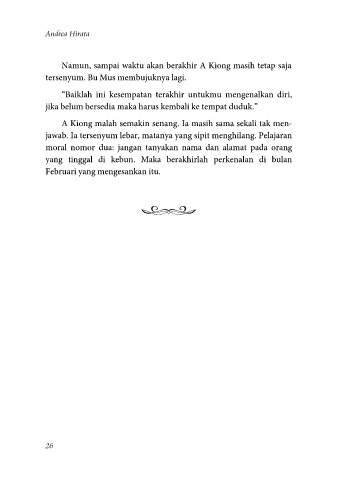 Andrea Hirata
Namun, sampai waktu akan berakhir A Kiong masih tetap saja
tersenyum. Bu Mus membujuknya lagi.
"Baiklah ini kesempatan terakhir untukmu mengenalkan diri,
jika belum bersedia maka harus kembali ke tempat duduk."
A Kiong malah semakin senang. Ia masih sama sekali tak men-
jawab. Ia tersenyum lebar, matanya yang sipit menghilang. Pelajaran
moral nomor dua: jangan tanyakan nama dan alamat pada orang
yang tinggal di kebun. Maka berakhirlah perkenalan di bulan
Februari yang mengesankan itu.
26